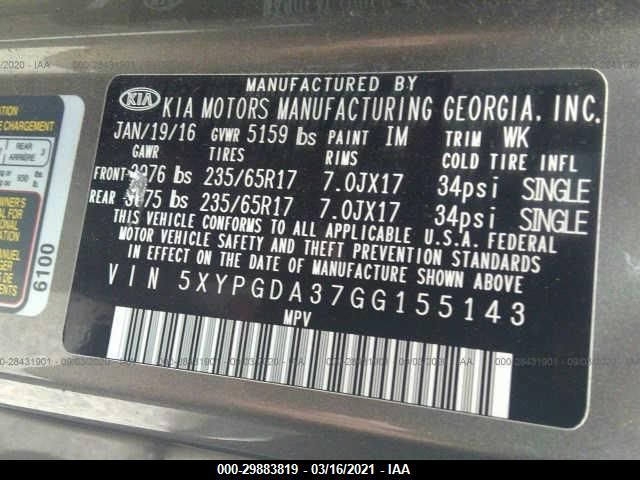 MANUFACTURED BY
KIA KIA MOTORS MANUFACTURING GEORGIA, INC.
JAN/19/16 GVWR 5159 lbs PAINT IM TRIM WK
GAWR TIRES RIMS COLD TIRE INFL
FRONT lbs 235/65R17 7.0JX17 34psi SINGLE
REAR lbs 235/65R17 7.0JX17 34psi SINGLE
THIS VEHICLE CONFORMS TO ALL APPLICABLE U.S.A. FEDERAL
MOTOR VEHICLE SAFETY AND THEFT PREVENTION STANDARDS
IN EFFECT ON THE DATE OF MANUFACTURE SHOWN ABOVE
VIN 5XYPGDA37GG155143
MPV
6100
000-29883819 - 03/16/2021 - IAA